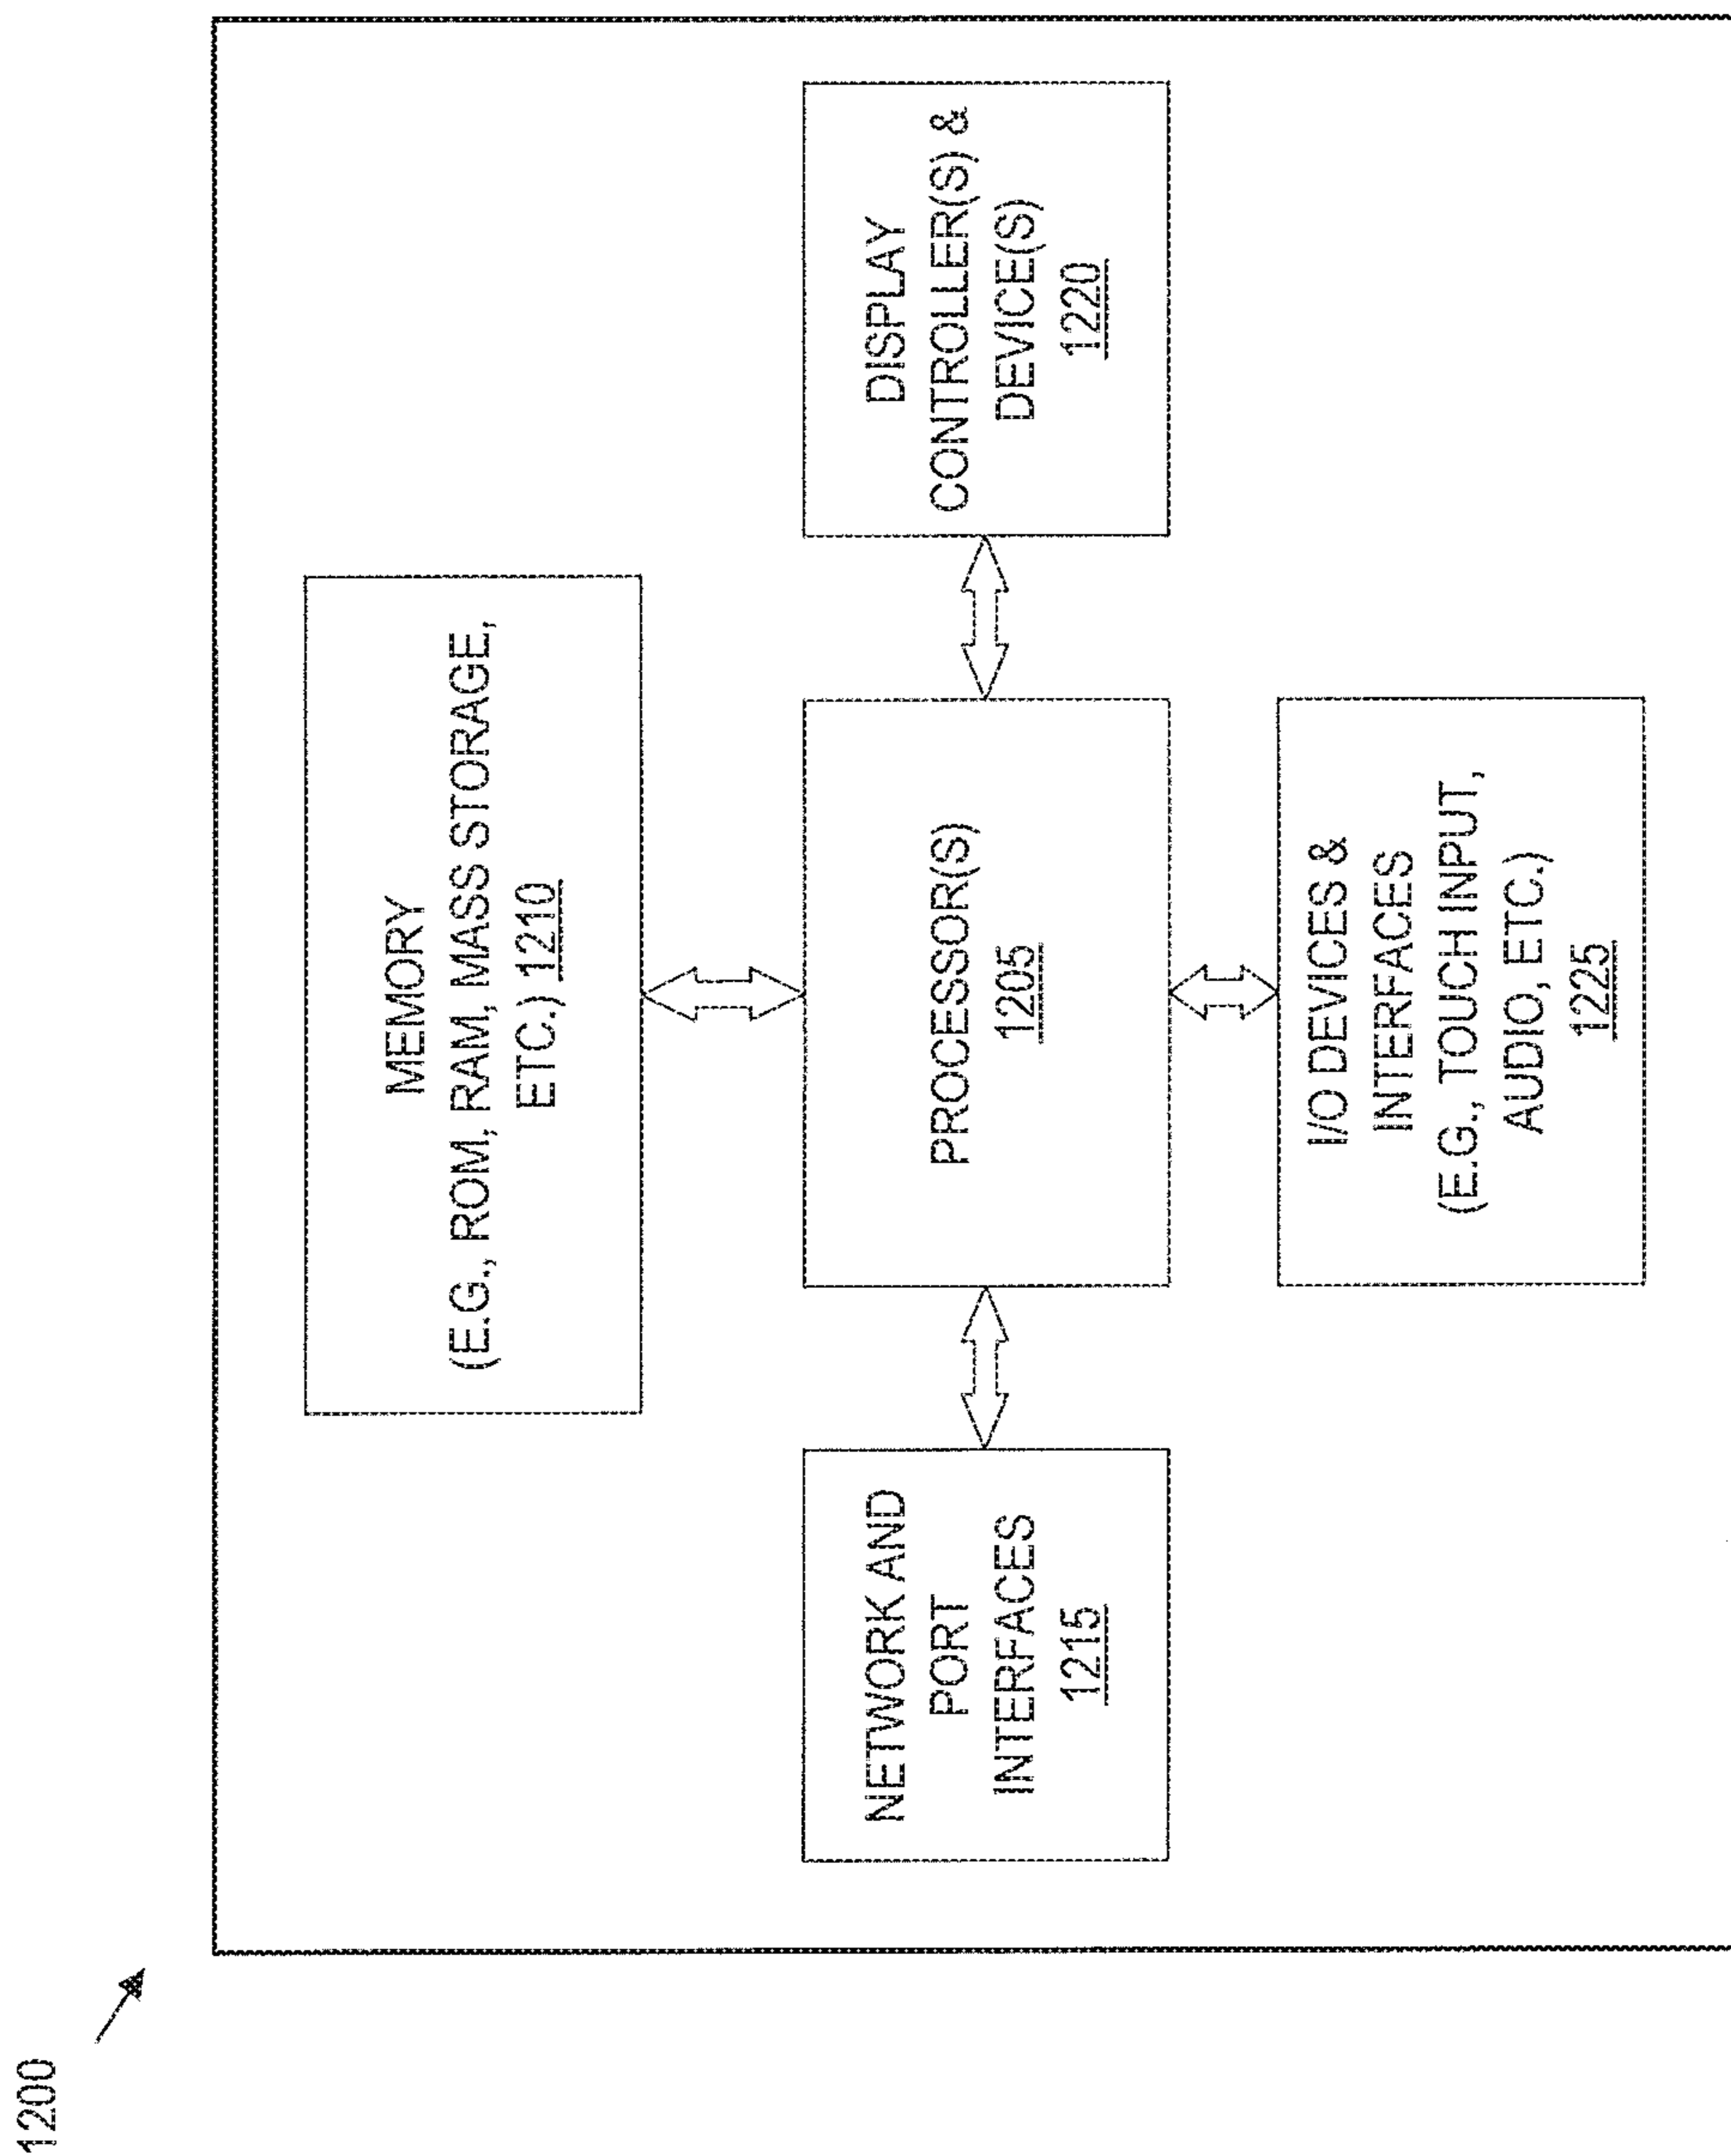 1200
MEMORY
(E.G., ROM, RAM, MASS STORAGE,
ETC.) 1210
NETWORK AND
PORT
INTERFACES
1215
PROCESSOR(S)
1205
DISPLAY
CONTROLLER(S) &
DEVICE(S)
1220
I/O DEVICES &
INTERFACES
(E.G., TOUCH INPUT,
AUDIO, ETC.)
1225